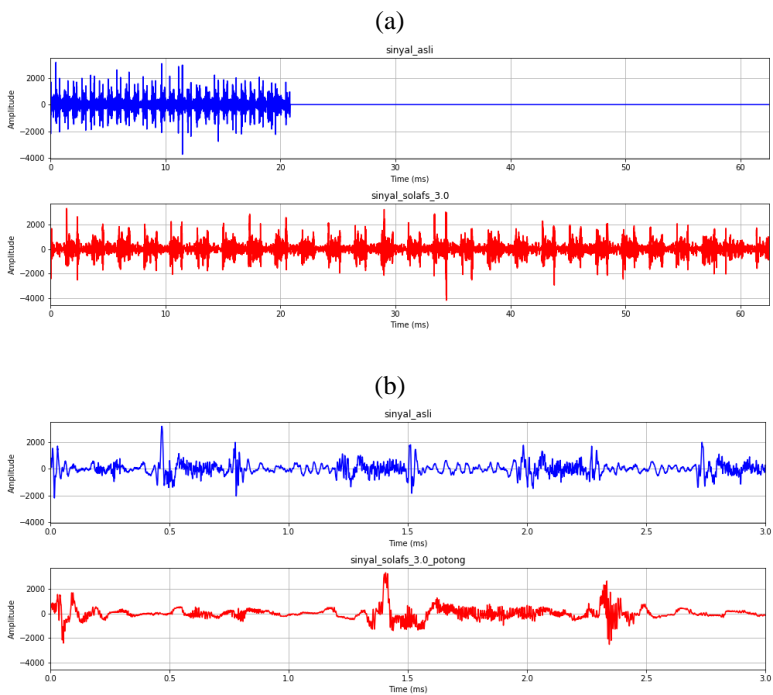 (a)
sinyal_asli
Amplitude
2000
0
−2000
−4000
0 10 20 30 40 50 60
Time (ms)
sinyal_solafs_3.0
Amplitude
2000
0
−2000
−4000
0 10 20 30 40 50 60
Time (ms)
(b)
sinyal_asli
Amplitude
2000
0
−2000
−4000
0.0 0.5 1.0 1.5 2.0 2.5 3.0
Time (ms)
sinyal_solafs_3.0_potong
Amplitude
2000
0
−2000
−4000
0.0 0.5 1.0 1.5 2.0 2.5 3.0
Time (ms)